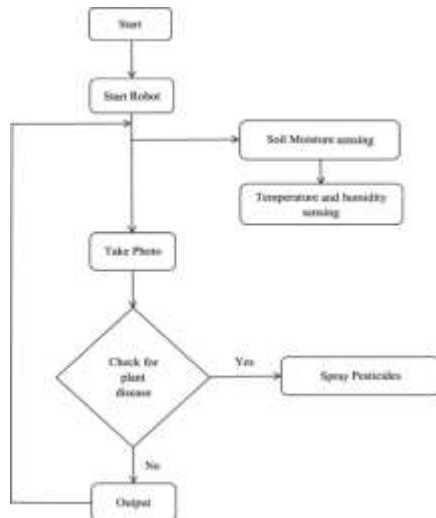 Start
Start Robot
Soil Moisture sensing
Temperature and humidity
sensing
Take Photo
Check for
plant
disease
Yes
Spray Pesticides
No
Output